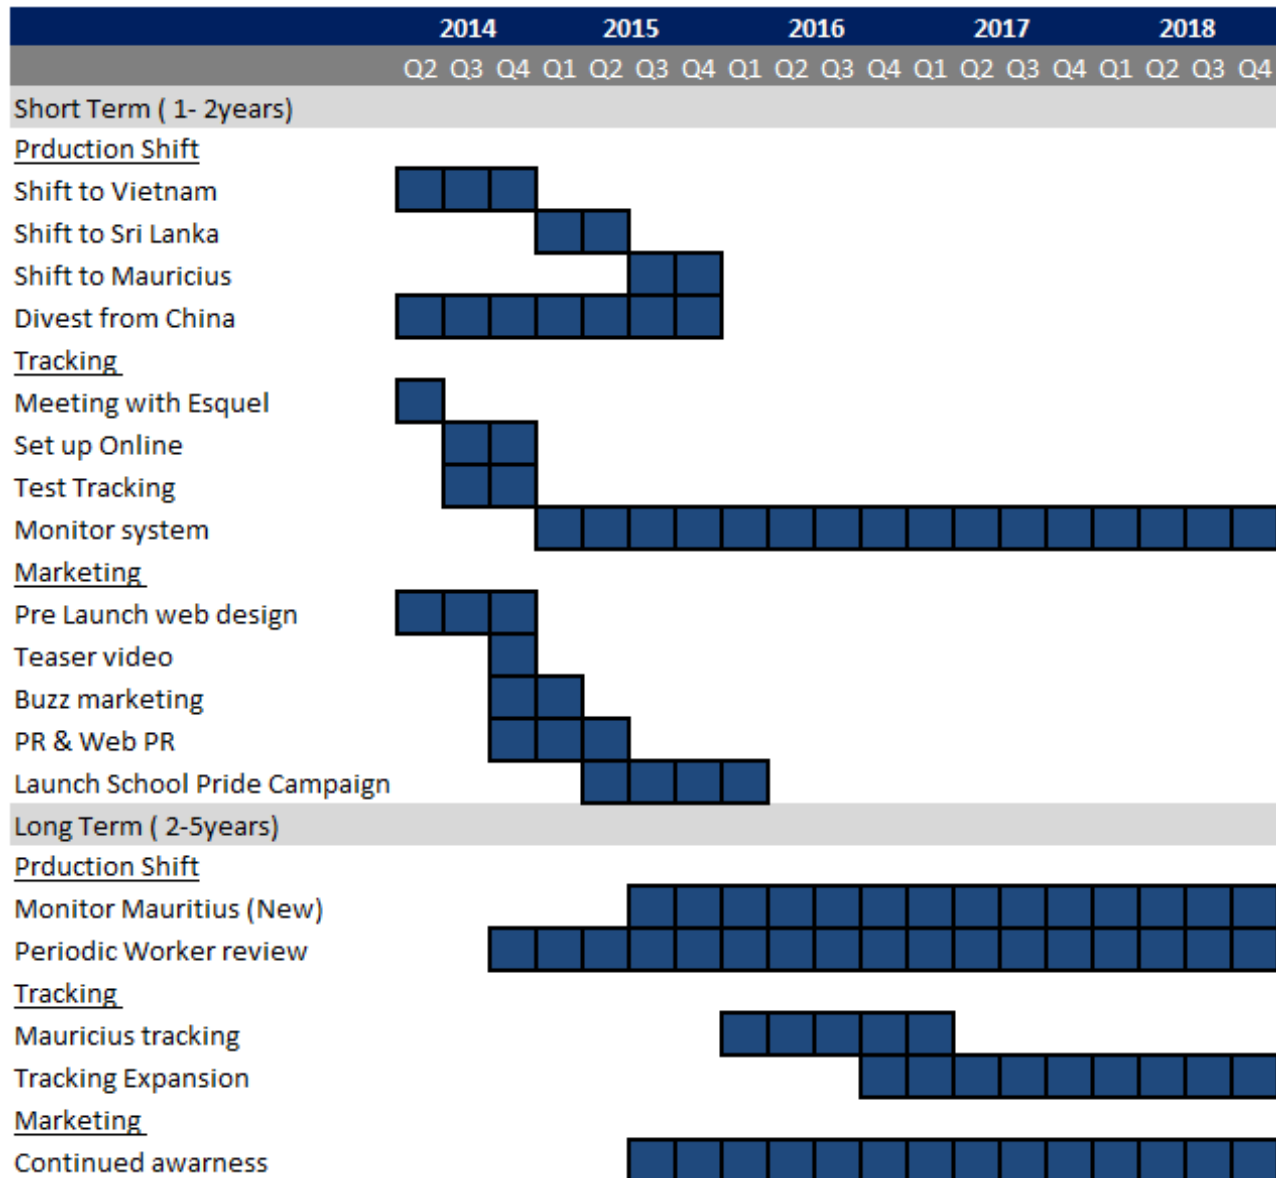 2014 2015 2016 2017 2018
Q2 Q3 Q4 Q1 Q2 Q3 Q4 Q1 Q2 Q3 Q4 Q1 Q2 Q3 Q4 Q1 Q2 Q3 Q4
Short Term ( 1- 2years)
Prduction Shift
Shift to Vietnam
Shift to Sri Lanka
Shift to Mauricius
Divest from China
Tracking
Meeting with Esquel
Set up Online
Test Tracking
Monitor system
Marketing
Pre Launch web design
Teaser video
Buzz marketing
PR & Web PR
Launch School Pride Campaign
Long Term ( 2-5years)
Prduction Shift
Monitor Mauritius (New)
Periodic Worker review
Tracking
Mauricius tracking
Tracking Expansion
Marketing
Continued awarness